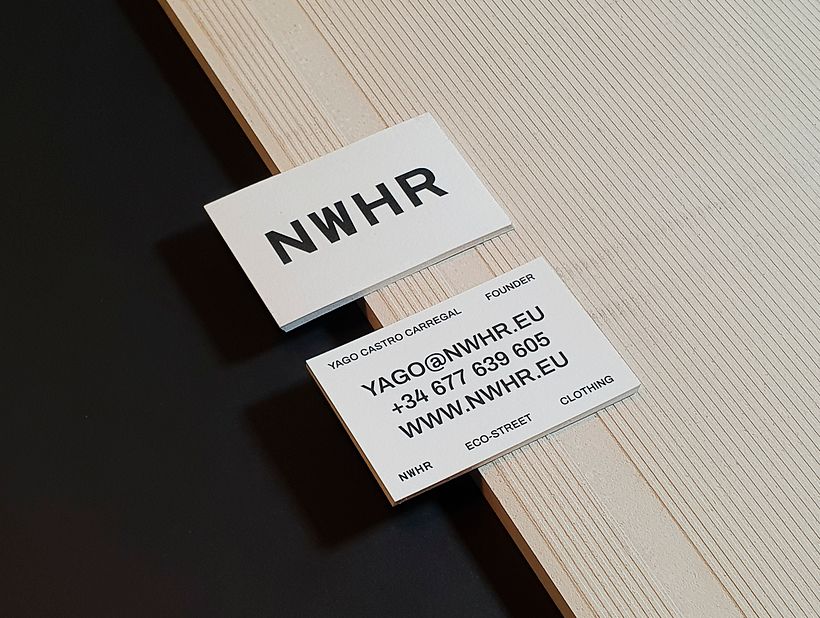 NWHR
YAGO CASTRO CARREGAL FOUNDER
YAGO@NWHR.EU
+34 677 639 605
WWW.NWHR.EU
NWHR ECO-STREET CLOTHING